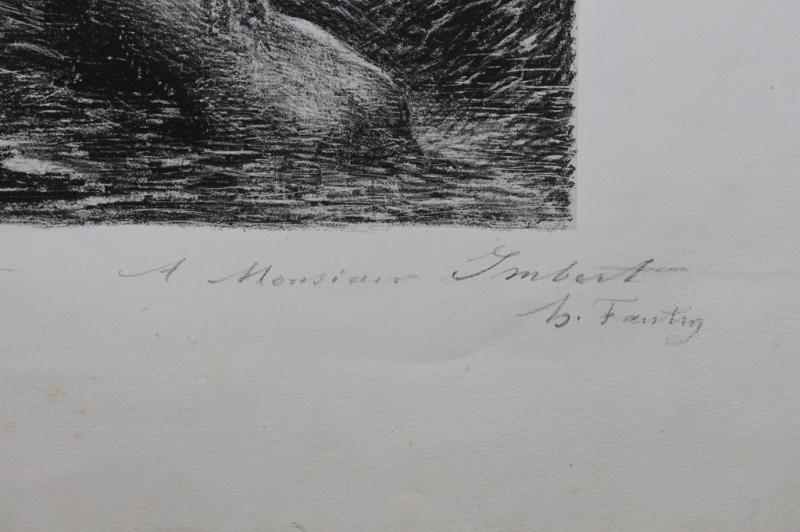 A Monsieur Imbert
h. Fantin